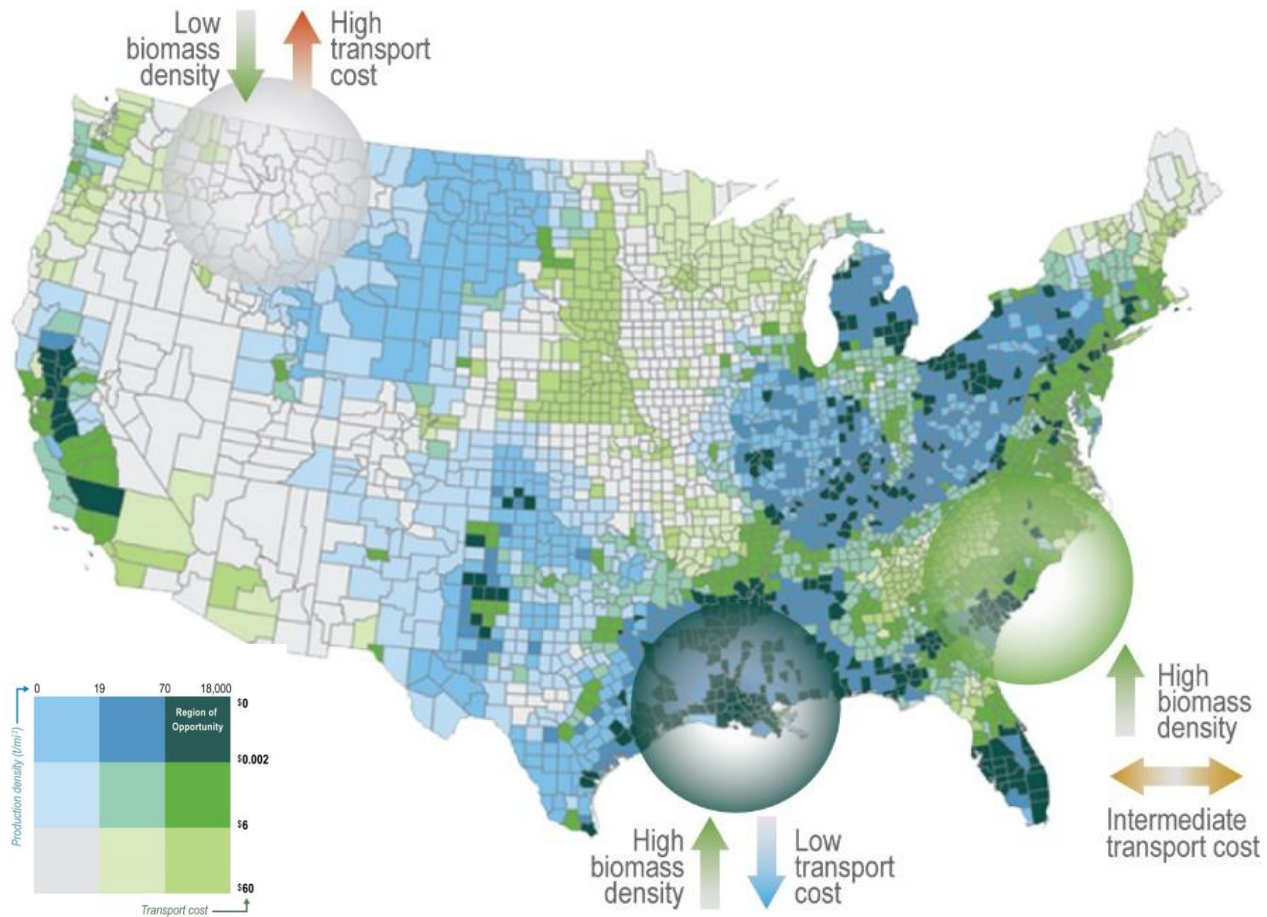 Low
biomass
density
High
transport
cost
High
biomass
density
Intermediate
transport cost
High
biomass
density
Low
transport
cost
0 19 70 18,000
$0
Region of
Opportunity
$0.002
$6
$60
Production density (t/mi²)
Transport cost